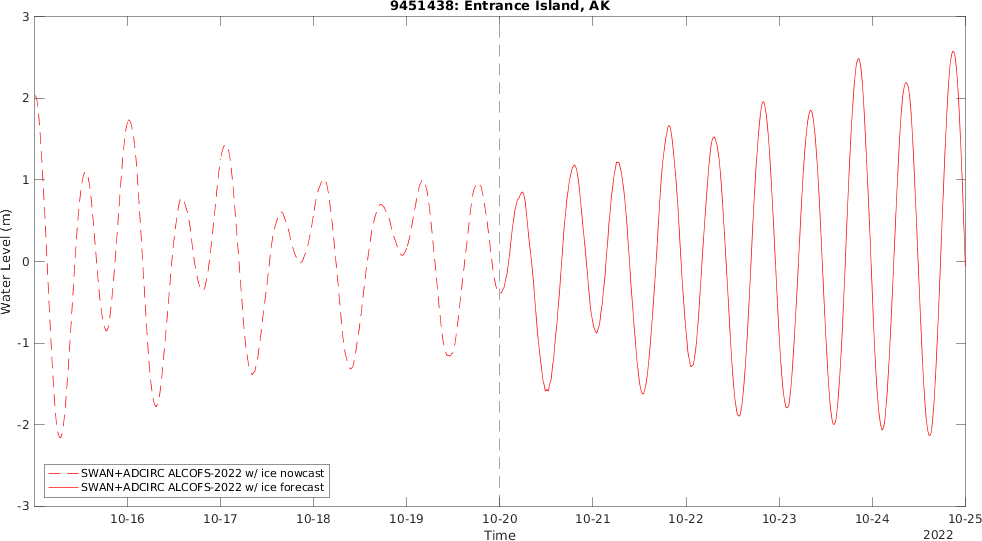 9451438: Entrance Island, AK
3
2
1
0
-1
-2
-3
Water Level (m)
SWAN+ADCIRC ALCOFS-2022 w/ ice nowcast
SWAN+ADCIRC ALCOFS-2022 w/ ice forecast
10-16 10-17 10-18 10-19 10-20 10-21 10-22 10-23 10-24 10-25
Time
2022